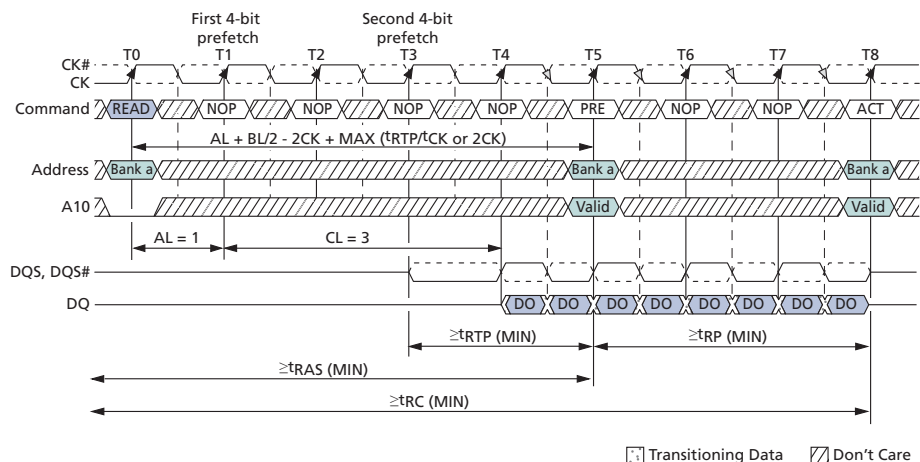 First 4-bit prefetch Second 4-bit prefetch
T0 T1 T2 T3 T4 T5 T6 T7 T8
CK#
CK
Command READ NOP NOP NOP NOP PRE NOP NOP ACT
AL + BL/2 - 2CK + MAX (tRTP/tCK or 2CK)
Address Bank a Bank a Bank a
A10 Valid Valid
AL = 1 CL = 3
DQS, DQS#
DQ DO DO DO DO DO DO DO DO
≥tRTP (MIN) ≥tRP (MIN)
≥tRAS (MIN)
≥tRC (MIN)
Transitioning Data Don't Care